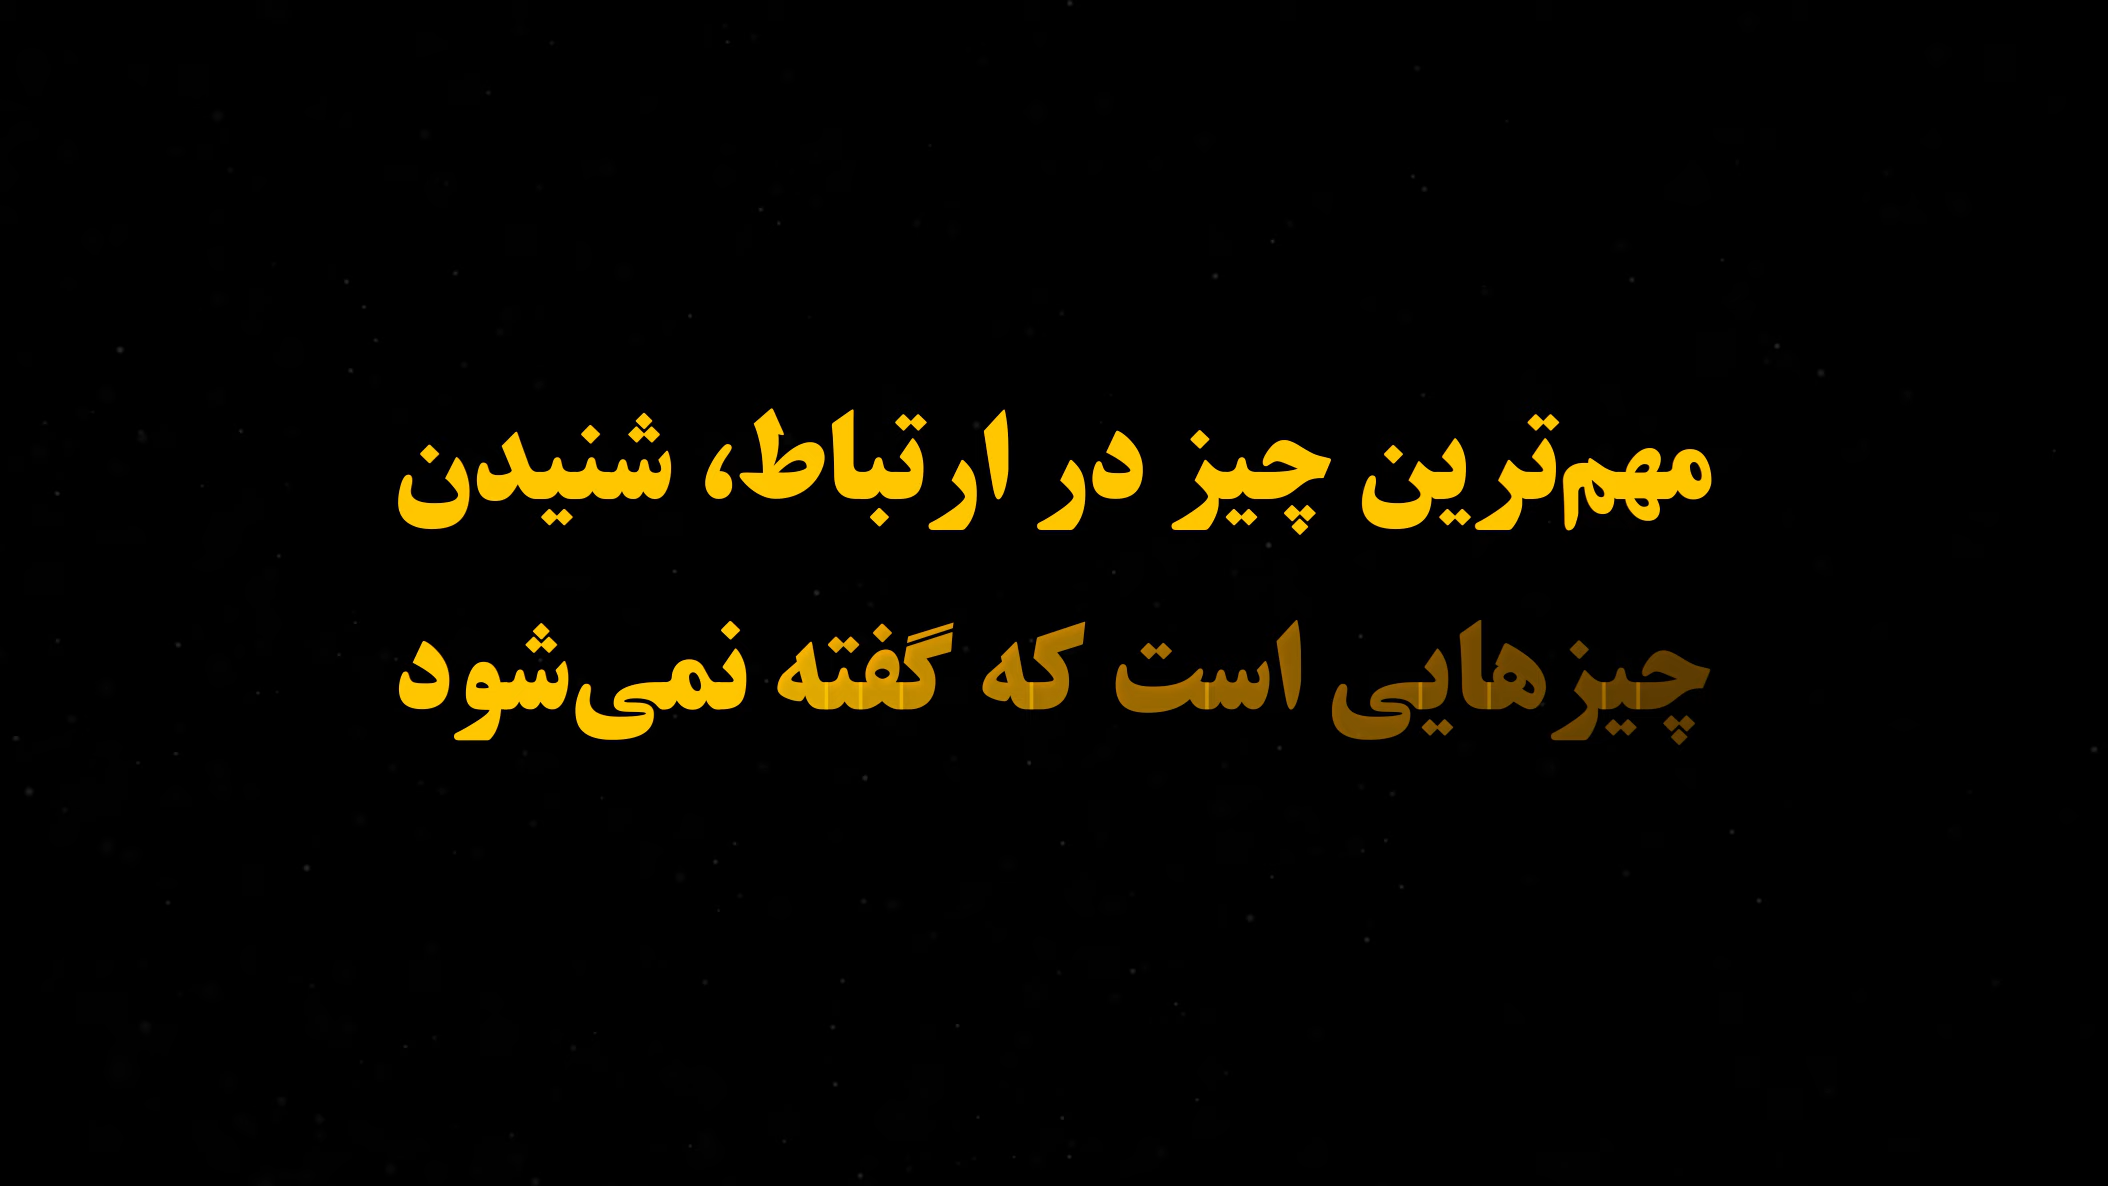 مهم‌ترین چیز در ارتباط، شنیدن
چیزهایی است که گفته نمی‌شود